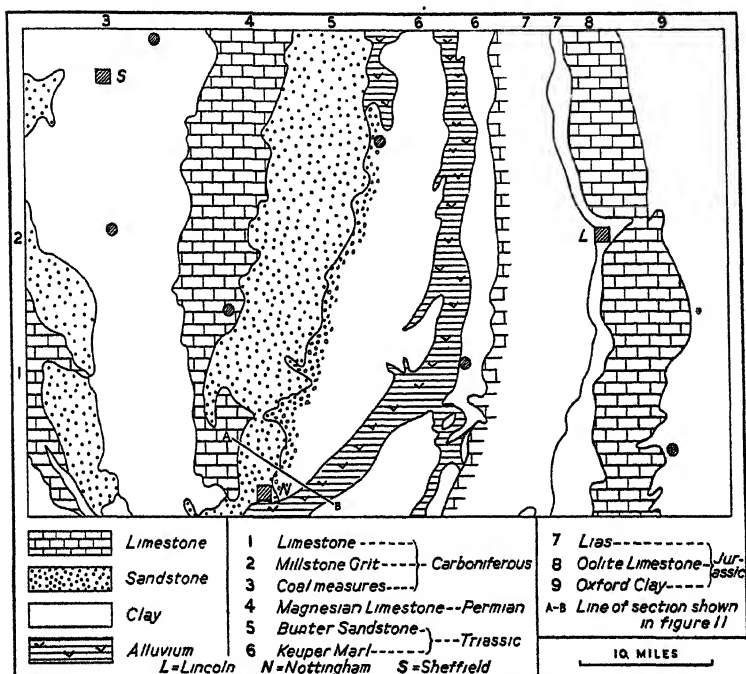 3 4 5 6 6 7 7 8 9
S
2
L
1
A
N
B
Limestone
Sandstone
Clay
Alluvium
1 Limestone
2 Millstone Grit
3 Coal measures
Carboniferous
4 Magnesian Limestone--Permian
5 Bunter Sandstone
6 Keuper Marl
Triassic
7 Lias
8 Oolite Limestone
9 Oxford Clay
Jur-
assic
A-B Line of section shown
in figure 11
L=Lincoln N=Nottingham S=Sheffield
10 MILES